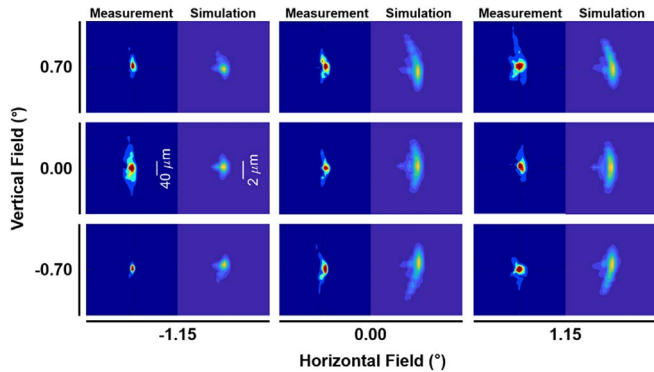 Measurement Simulation Measurement Simulation Measurement Simulation
0.70
0.00
40 μm
2 μm
-0.70
Vertical Field (°)
-1.15 0.00 1.15
Horizontal Field (°)